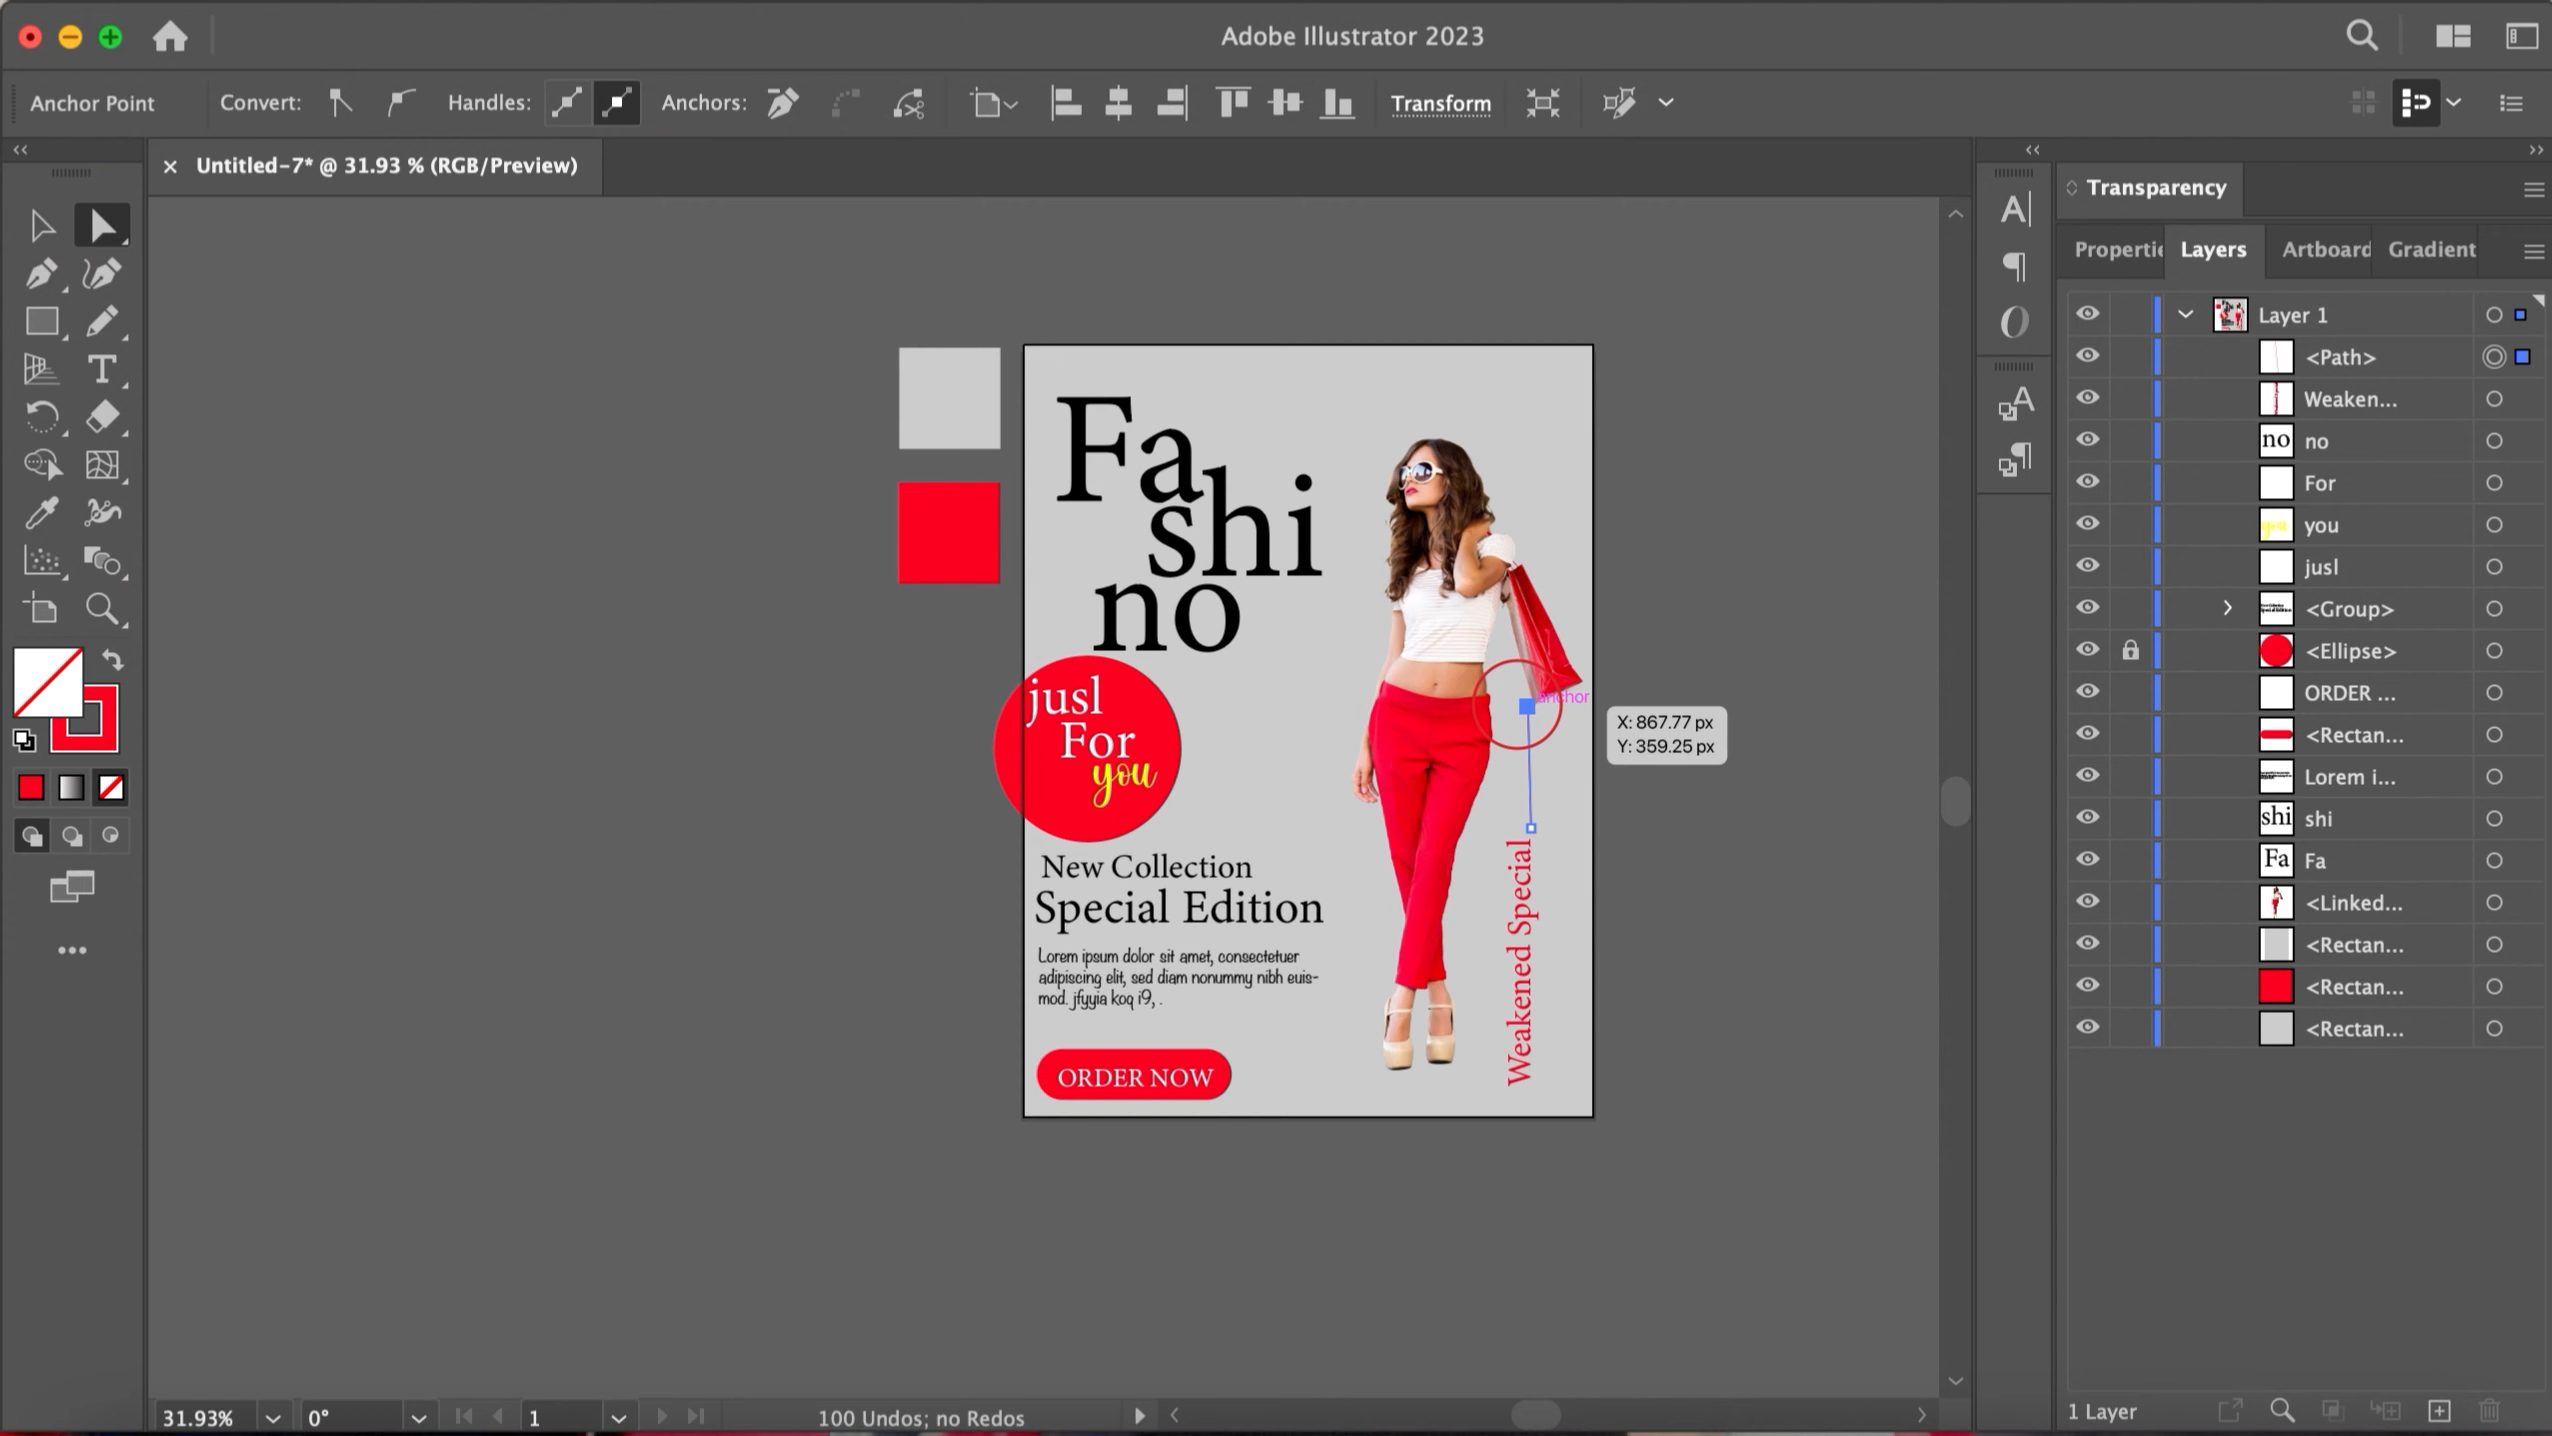 Adobe Illustrator 2023
Anchor Point
Convert:
Handles:
Anchors:
Transform
Untitled-7* @ 31.93 % (RGB/Preview)
Fa
shi
no
jusl
For
you
New Collection
Special Edition
Lorem ipsum dolor sit amet, consectetuer
adipiscing elit, sed diam nonummy nibh euis-
mod. jfyyia koq i9, .
ORDER NOW
Weakened Special
anchor
X: 867.77 px
Y: 359.25 px
Transparency
Properti
Layers
Artboard
Gradient
Layer 1
<Path>
Weaken...
no no
For
you you
jusl
<Group>
<Ellipse>
ORDER ...
<Rectan...
Lorem i...
shi shi
Fa Fa
<Linked...
<Rectan...
<Rectan...
<Rectan...
31.93%
0°
1
100 Undos; no Redos
1 Layer